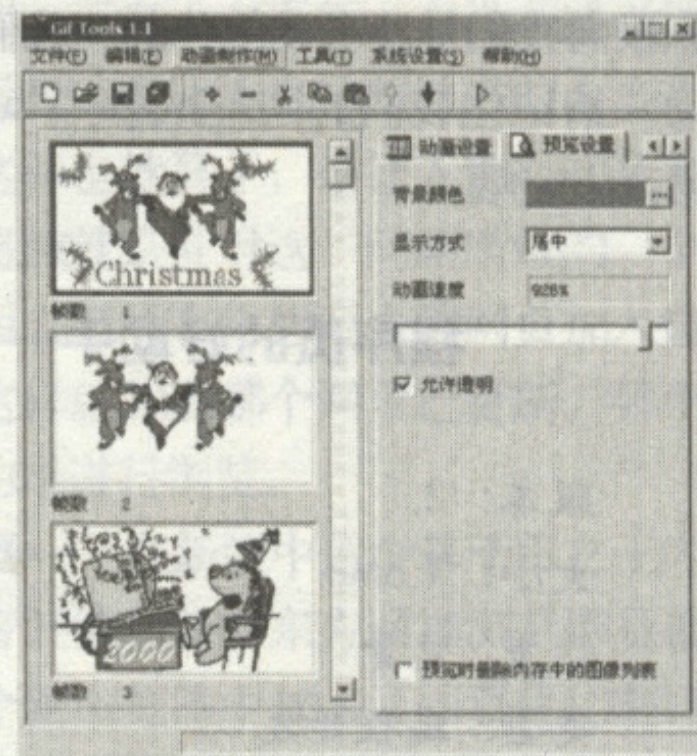 Gif Tools 1.1
文件(F) 编辑(E) 动画制作(M) 工具(T) 系统设置(S) 帮助(H)
动画设置 预览设置
背景颜色
显示方式 居中
动画速度 928%
允许透明
预览时删除内存中的图像列表
Christmas
帧数 1
帧数 2
2000
帧数 3